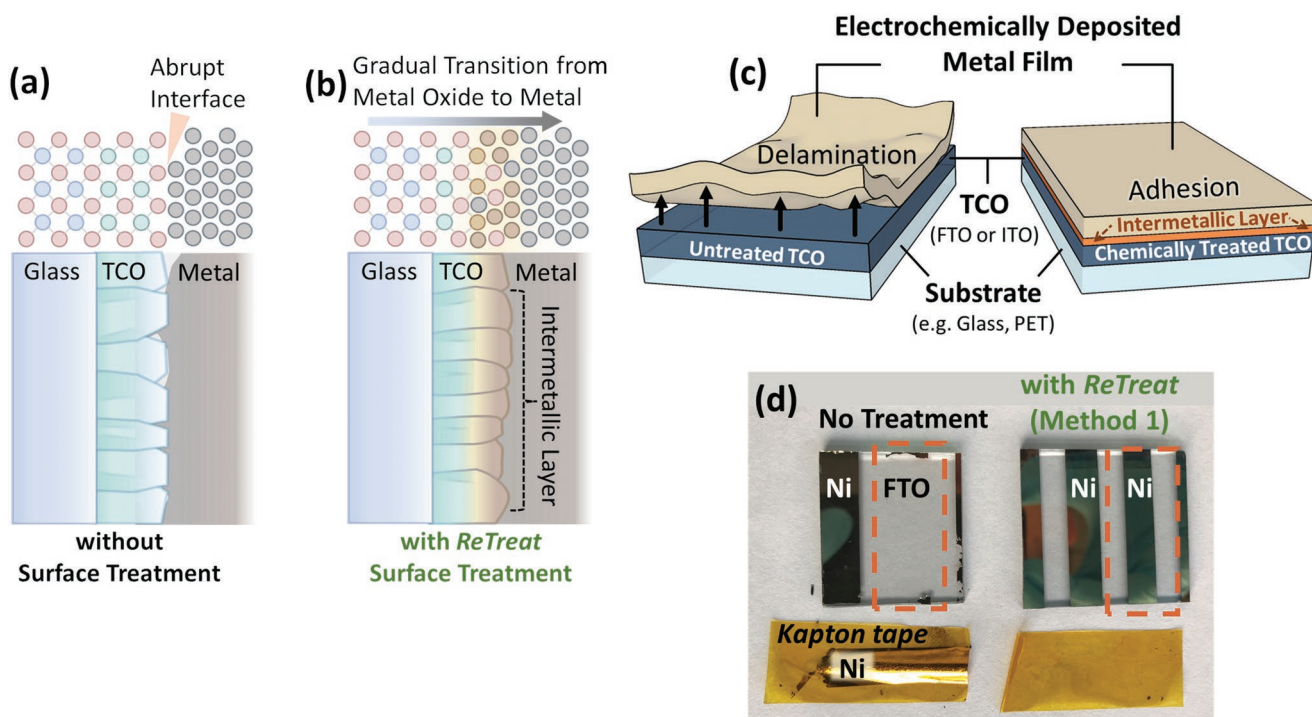 (a)
Abrupt
Interface
Glass
TCO
Metal
without
Surface Treatment
(b)
Gradual Transition from
Metal Oxide to Metal
Glass
TCO
Metal
Intermetallic Layer
with ReTreat
Surface Treatment
(c)
Electrochemically Deposited
Metal Film
Delamination
Untreated TCO
TCO
(FTO or ITO)
Substrate
(e.g. Glass, PET)
Adhesion
Intermetallic Layer
Chemically Treated TCO
(d)
No Treatment
with ReTreat
(Method 1)
Ni
FTO
Ni
Ni
Kapton tape
Ni